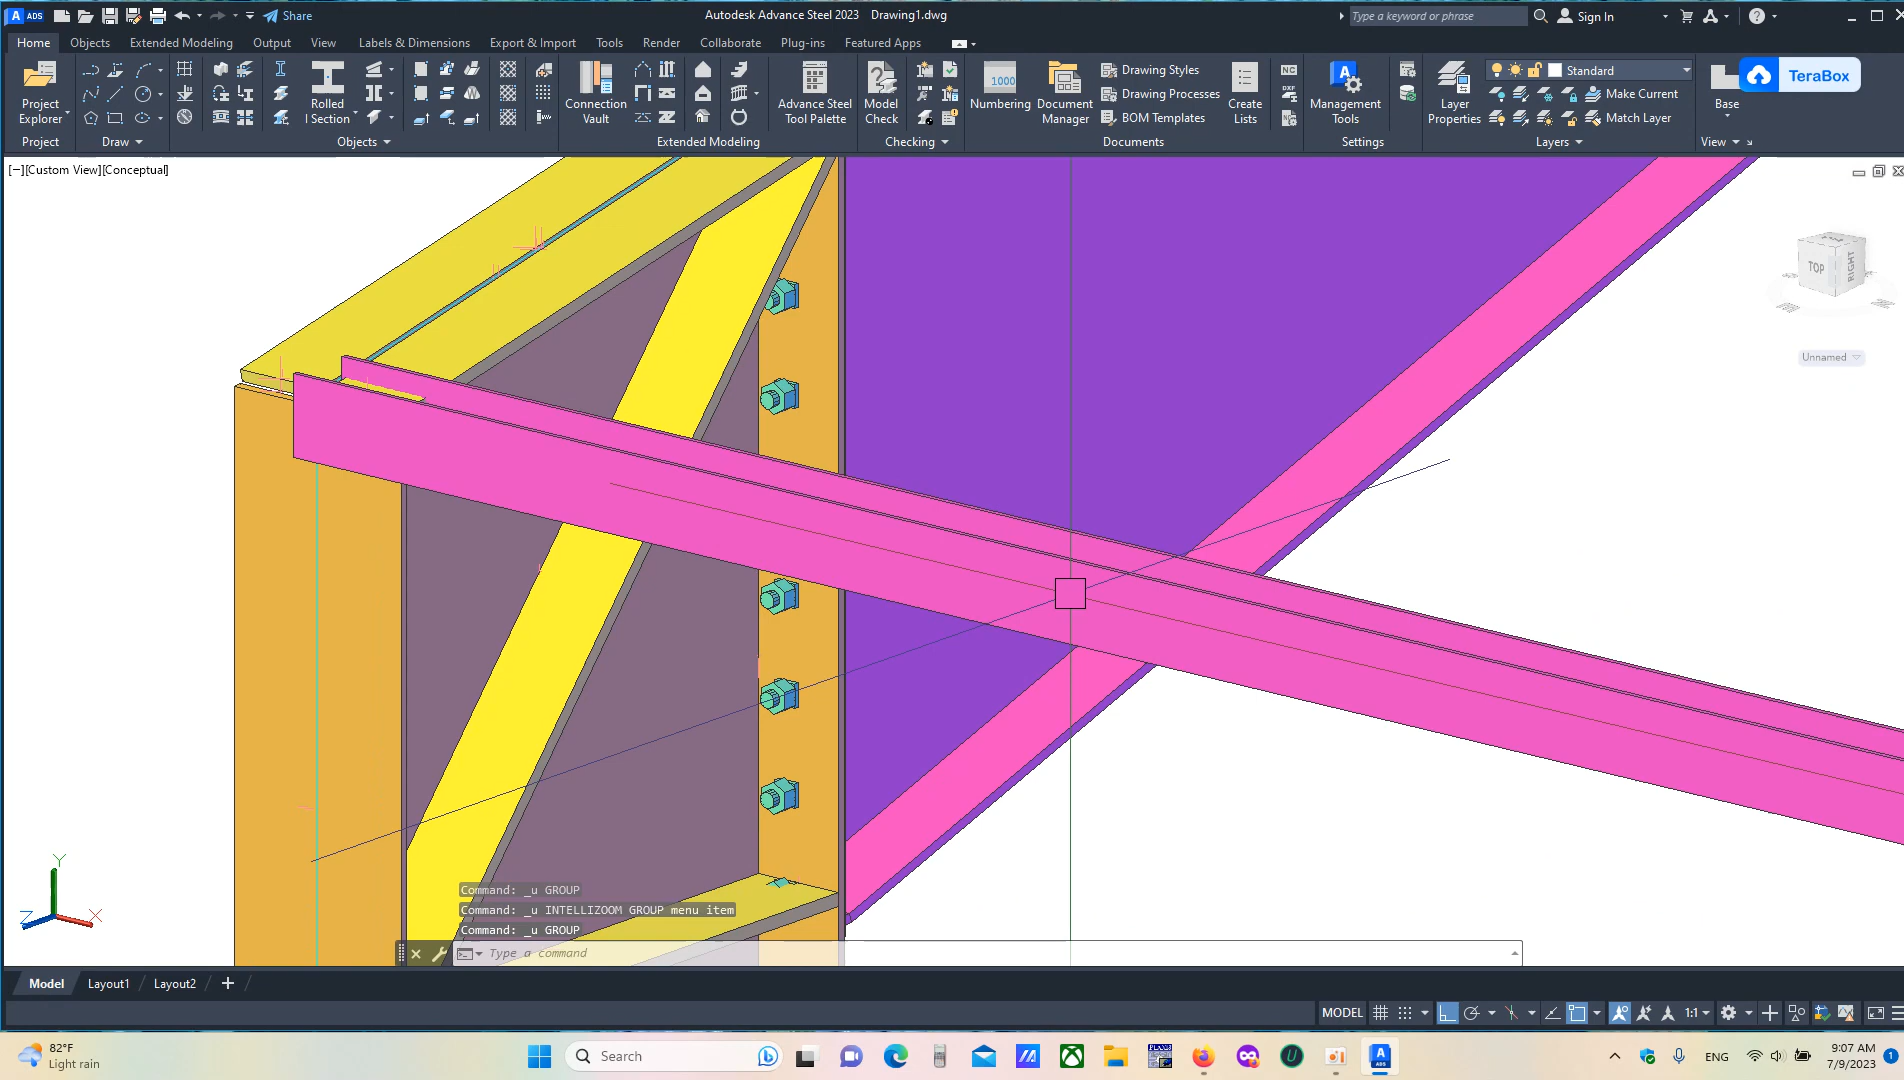 A ADS
Share
Autodesk Advance Steel 2023 Drawing1.dwg
Type a keyword or phrase
Sign In
Home Objects Extended Modeling Output View Labels & Dimensions Export & Import Tools Render Collaborate Plug-ins Featured Apps
Project Explorer
Rolled I Section
Connection Vault
Advance Steel Tool Palette
Model Check
1000
Numbering
Document Manager
Drawing Styles
Drawing Processes
BOM Templates
Create Lists
NC
DXF
Management Tools
Layer Properties
Standard
Make Current
Match Layer
Base
TeraBox
Project Draw Objects Extended Modeling Checking Documents Settings Layers View
[−][Custom View][Conceptual]
TOP
RIGHT
Unnamed
Y
Z
X
Command: _u GROUP
Command: _u INTELLIZOOM GROUP menu item
Command: _u GROUP
Type a command
Model Layout1 Layout2 +
MODEL
1:1
82°F
Light rain
Search
ENG
9:07 AM
7/9/2023
1